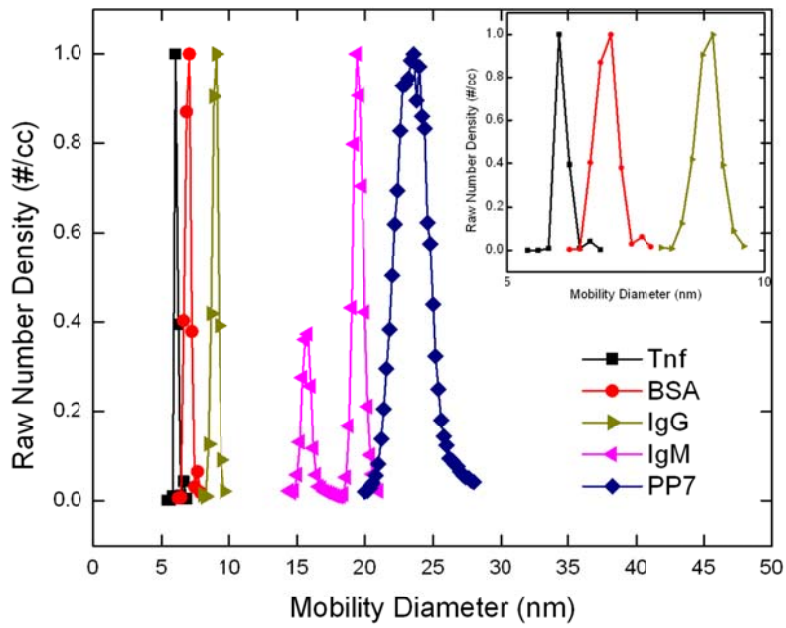 Raw Number Density (#/cc)
1.0
0.8
0.6
0.4
0.2
0.0
0 5 10 15 20 25 30 35 40 45 50
Mobility Diameter (nm)
Raw Number Density (#/cc)
1.0
0.8
0.6
0.4
0.2
0.0
5 10
Mobility Diameter (nm)
Tnf
BSA
IgG
IgM
PP7